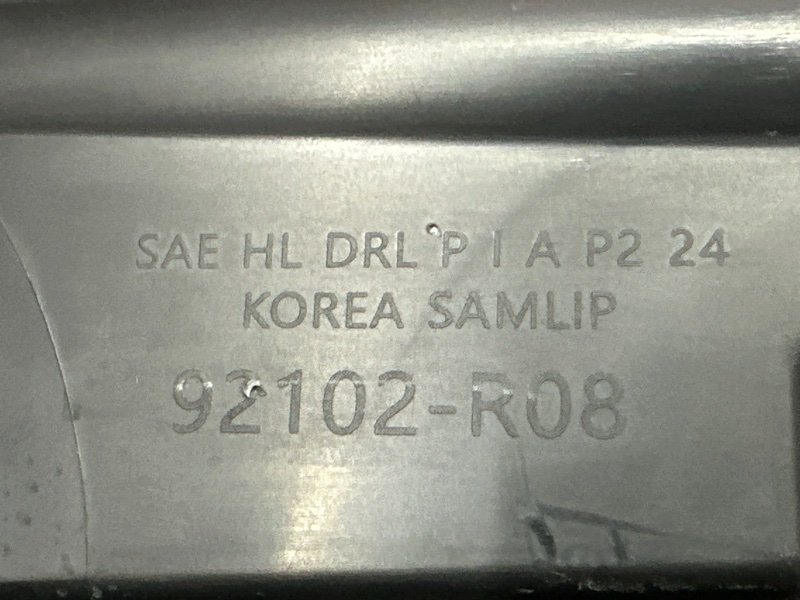 SAE HL DRL P I A P2 24
KOREA SAMLIP
92102-R08